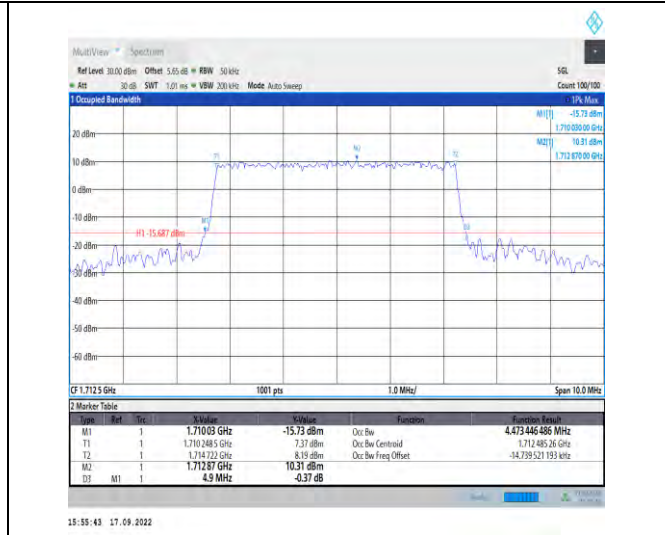 MultiView Spectrum
Ref Level 30.00 dBm Offset 5.65 dB RBW 50 kHz SGL
Att 30 dB SWT 1.01 ms VBW 200 kHz Mode Auto Sweep Count 100/100
1 Occupied Bandwidth 1Pk Max
M1[1] -15.73 dBm
1.710 030 00 GHz
20 dBm
M2[1] 10.31 dBm
1.712 870 00 GHz
M2
T1 T2
10 dBm
0 dBm
-10 dBm
M1
D3
H1 -15.687 dBm
-20 dBm
-30 dBm
-40 dBm
-50 dBm
-60 dBm
CF 1.712 5 GHz 1001 pts 1.0 MHz/ Span 10.0 MHz
2 Marker Table
Type Ref Trc X-Value Y-Value Function Function Result
M1 1 1.710 03 GHz -15.73 dBm Occ Bw 4.473 446 486 MHz
T1 1 1.710 248 5 GHz 7.37 dBm Occ Bw Centroid 1.712 485 26 GHz
T2 1 1.714 722 GHz 8.19 dBm Occ Bw Freq Offset -14.739 521 193 kHz
M2 1 1.712 87 GHz 10.31 dBm
D3 M1 1 4.9 MHz -0.37 dB
Ready
15:55:43 17.09.2022